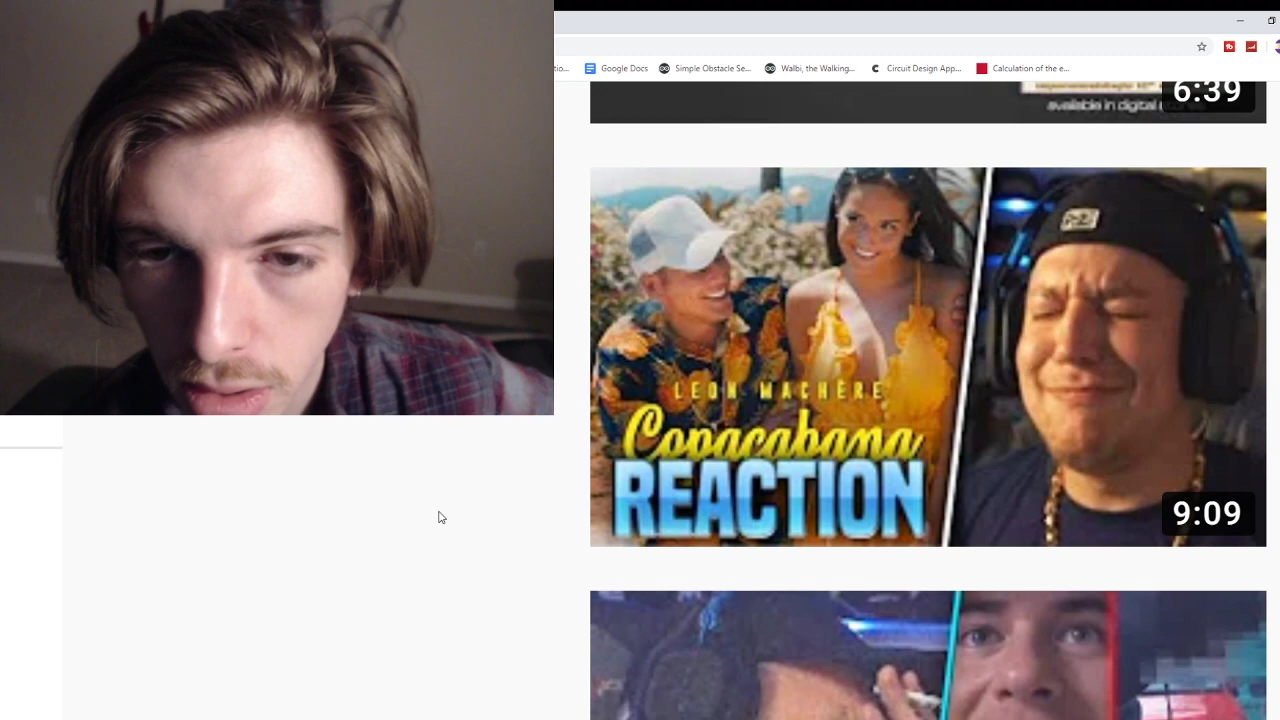 tio...
Google Docs
Simple Obstacle Se...
Walbi, the Walking...
Circuit Design App...
Calculation of the e...
6:39
available in digital
LEON MACHÈRE
Copacabana
REACTION
9:09